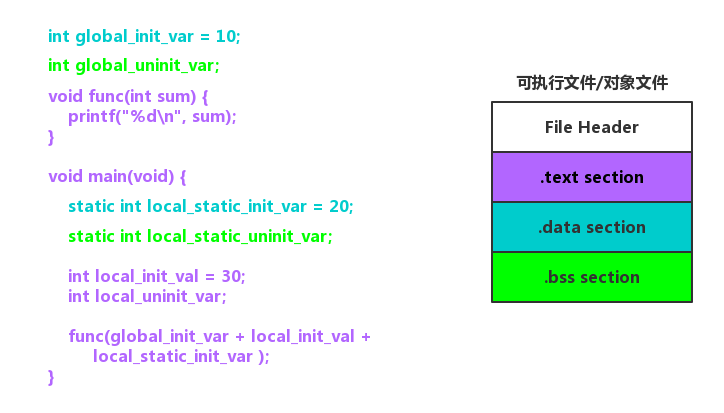 int global_init_var = 10;
int global_uninit_var;
void func(int sum) {
printf("%d\n", sum);
}
void main(void) {
static int local_static_init_var = 20;
static int local_static_uninit_var;
int local_init_val = 30;
int local_uninit_var;
func(global_init_var + local_init_val +
local_static_init_var );
}
可执行文件/对象文件
File Header
.text section
.data section
.bss section